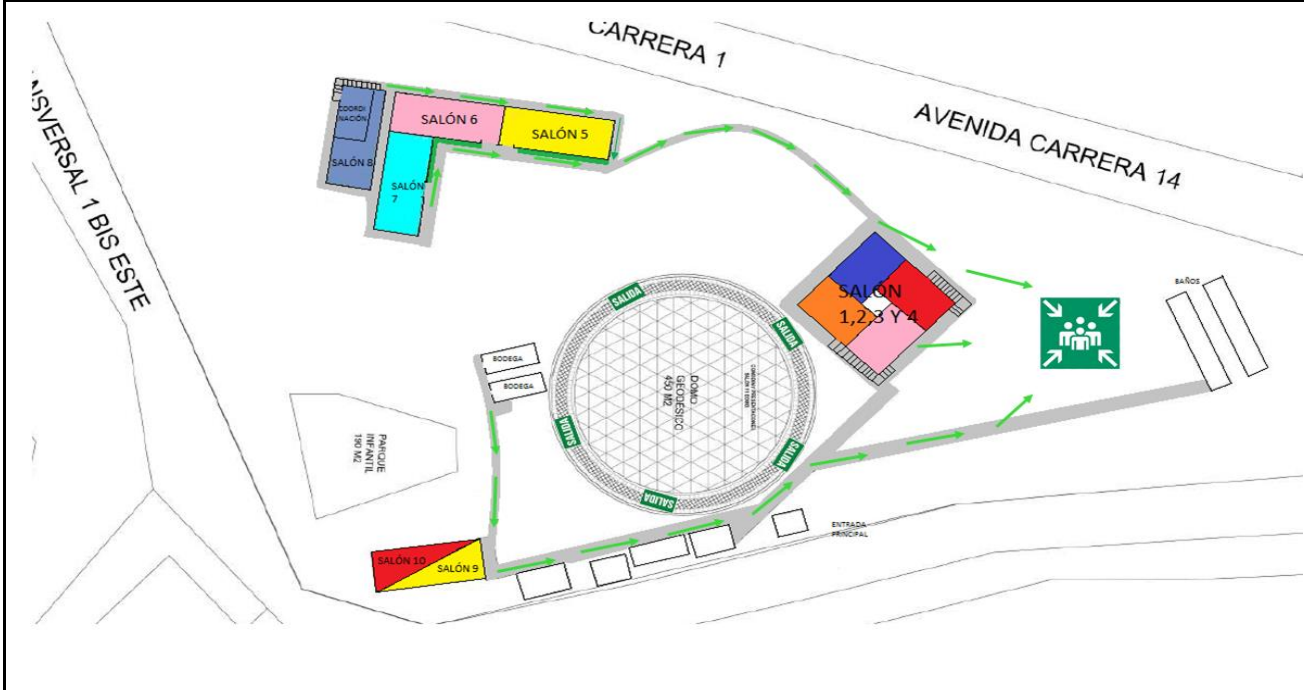 CARRERA 1
AVENIDA CARRERA 14
NSVERSAL 1 BIS ESTE
COORDI
NACIÓN
SALÓN 8
SALÓN 6
SALÓN 5
SALÓN
7
SALÓN
1,2,3 Y 4
BAÑOS
SALIDA
SALIDA
SALIDA
SALIDA
SALIDA
DOMO
GEODÉSICO
450 M2
BODEGA
BODEGA
PARQUE
INFANTIL
190 M2
SALÓN 10
SALÓN 9
ENTRADA
PRINCIPAL